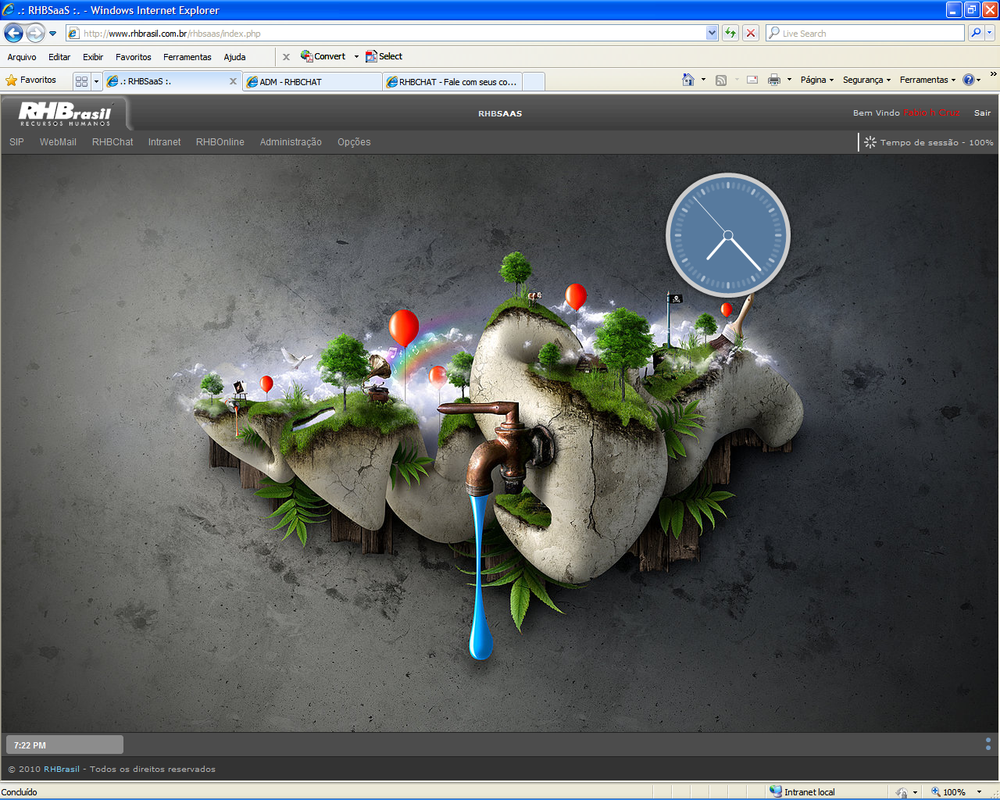 .: RHBSaaS :. - Windows Internet Explorer
http://www.rhbrasil.com.br/rhbsaas/index.php
Live Search
Arquivo Editar Exibir Favoritos Ferramentas Ajuda
x Convert Select
Favoritos
.: RHBSaaS :.
ADM - RHBCHAT
RHBCHAT - Fale com seus co...
Página Segurança Ferramentas
RHBrasil
RECURSOS HUMANOS
RHBSAAS
Bem Vindo Fabio h Cruz Sair
SIP WebMail RHBChat Intranet RHBOnline Administração Opções
Tempo de sessão - 100%
7:22 PM
© 2010 RHBrasil - Todos os direitos reservados
Concluído
Intranet local
100%